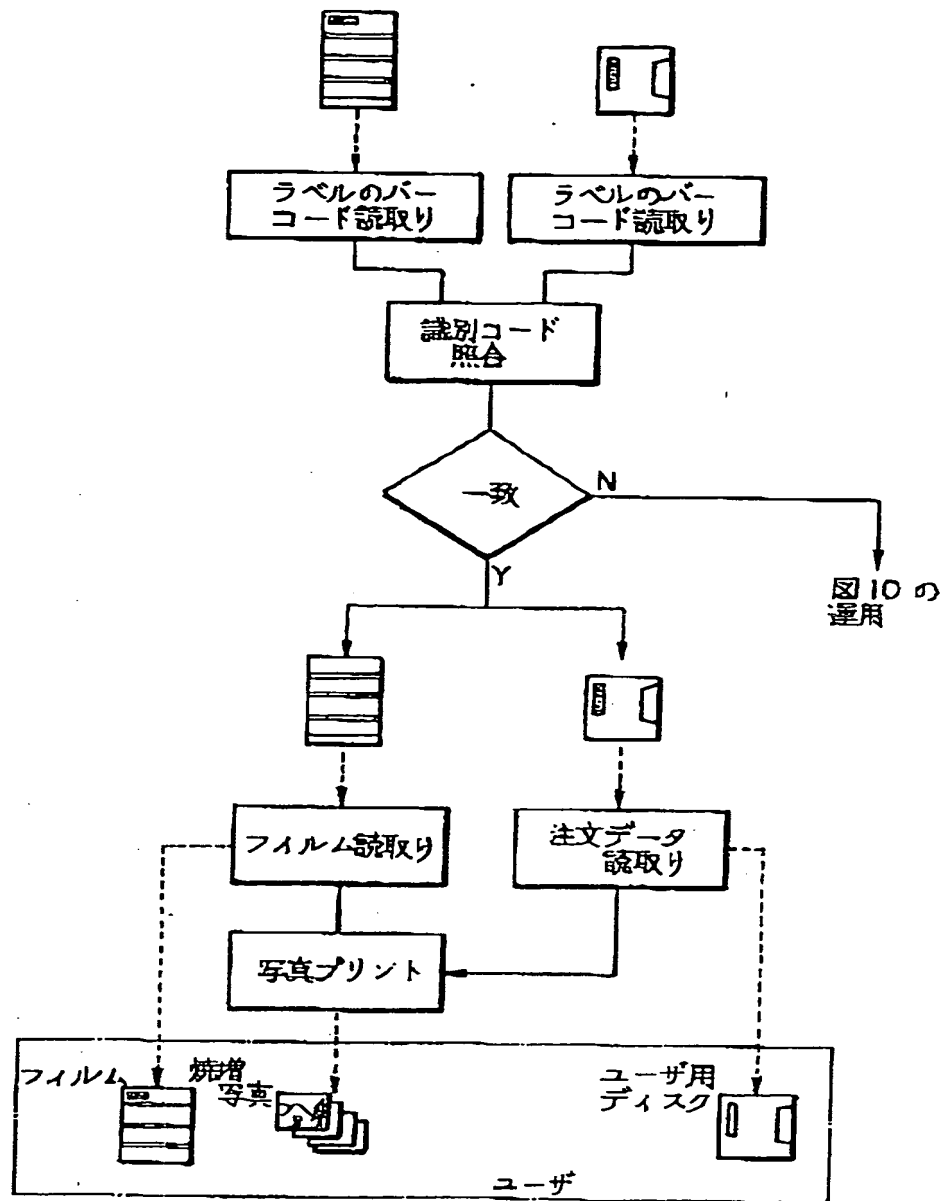 ラベルのバー
コード読取り
ラベルのバー
コード読取り
識別コード
照合
一致
N
Y
図10の
運用
フィルム読取り
注文データ
読取り
写真プリント
フィルム
焼増
写真
ユーザ用
ディスク
ユーザ